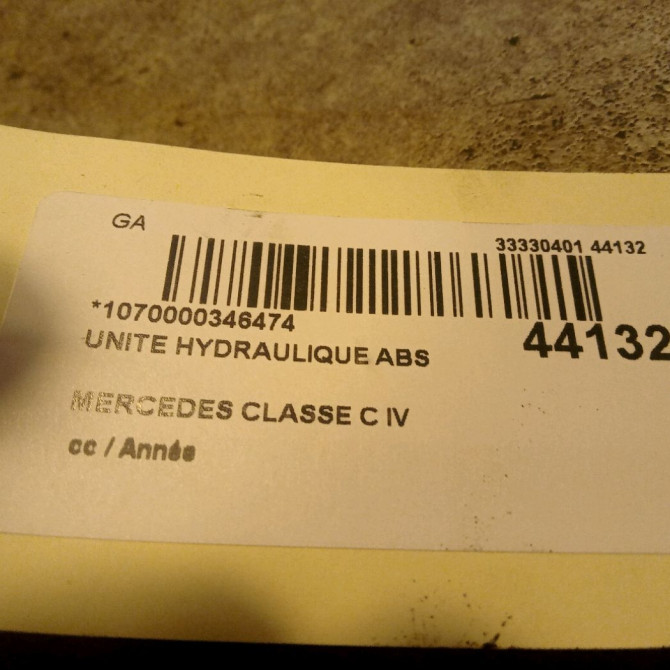 GA
33330401 44132
*1070000346474
44132
UNITE HYDRAULIQUE ABS
MERCEDES CLASSE C IV
cc / Année